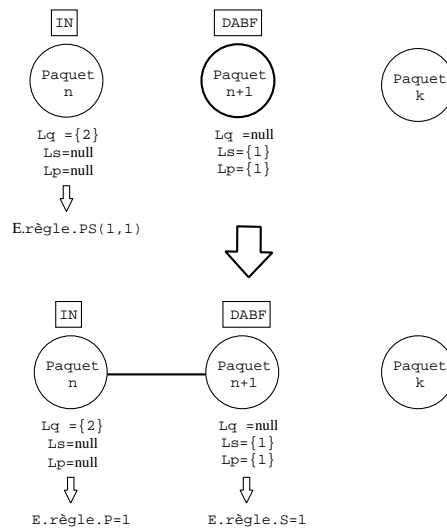 IN
DABF
Paquet
n
Paquet
n+1
Paquet
k
Lq ={2}
Ls=null
Lp=null
Lq =null
Ls={1}
Lp={1}
E.règle.PS(1,1)
IN
DABF
Paquet
n
Paquet
n+1
Paquet
k
Lq ={2}
Ls=null
Lp=null
Lq =null
Ls={1}
Lp={1}
E.règle.P=1
E.règle.S=1